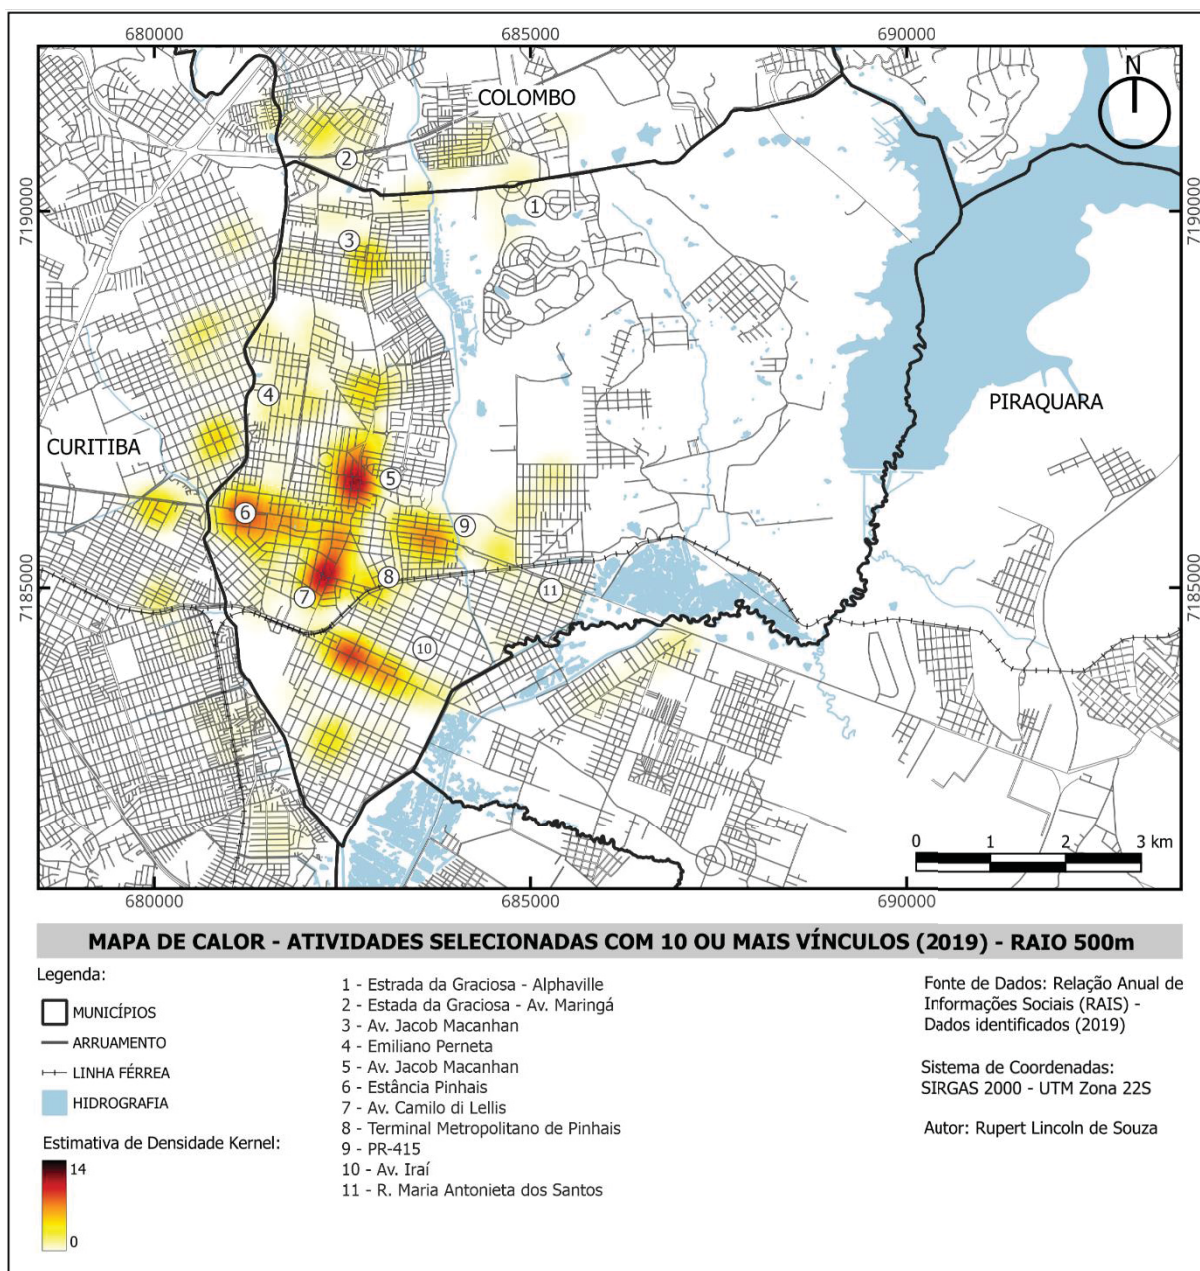 680000
685000
690000
N
COLOMBO
2
7190000
7190000
1
3
4
PIRAQUARA
CURITIBA
5
6
9
8
7185000
7185000
7
11
10
0 1 2 3 km
680000
685000
690000
MAPA DE CALOR - ATIVIDADES SELECIONADAS COM 10 OU MAIS VÍNCULOS (2019) - RAIO 500m
Legenda:
MUNICÍPIOS
ARRUAMENTO
LINHA FÉRREA
HIDROGRAFIA
Estimativa de Densidade Kernel:
14
0
1 - Estrada da Graciosa - Alphaville
2 - Estada da Graciosa - Av. Maringá
3 - Av. Jacob Macanhan
4 - Emiliano Perneta
5 - Av. Jacob Macanhan
6 - Estância Pinhais
7 - Av. Camilo di Lellis
8 - Terminal Metropolitano de Pinhais
9 - PR-415
10 - Av. Iraí
11 - R. Maria Antonieta dos Santos
Fonte de Dados: Relação Anual de
Informações Sociais (RAIS) -
Dados identificados (2019)
Sistema de Coordenadas:
SIRGAS 2000 - UTM Zona 22S
Autor: Rupert Lincoln de Souza